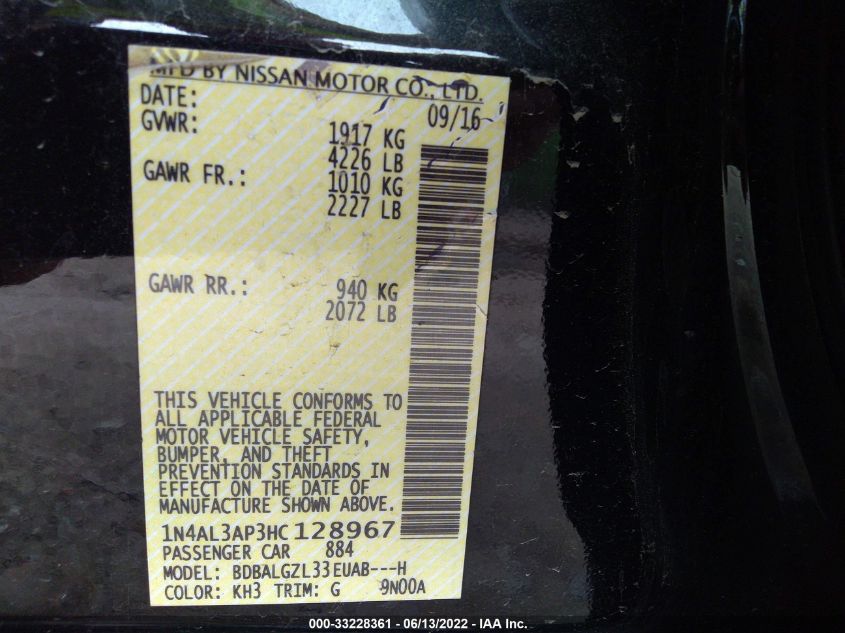 MFD BY NISSAN MOTOR CO., LTD.
DATE: 09/16
GVWR: 1917 KG
4226 LB
GAWR FR.: 1010 KG
2227 LB
GAWR RR.: 940 KG
2072 LB
THIS VEHICLE CONFORMS TO
ALL APPLICABLE FEDERAL
MOTOR VEHICLE SAFETY,
BUMPER, AND THEFT
PREVENTION STANDARDS IN
EFFECT ON THE DATE OF
MANUFACTURE SHOWN ABOVE.
1N4AL3AP3HC128967
PASSENGER CAR 884
MODEL: BDBALGZL33EUAB---H
COLOR: KH3 TRIM: G 9N00A
000-33228361 - 06/13/2022 - IAA Inc.